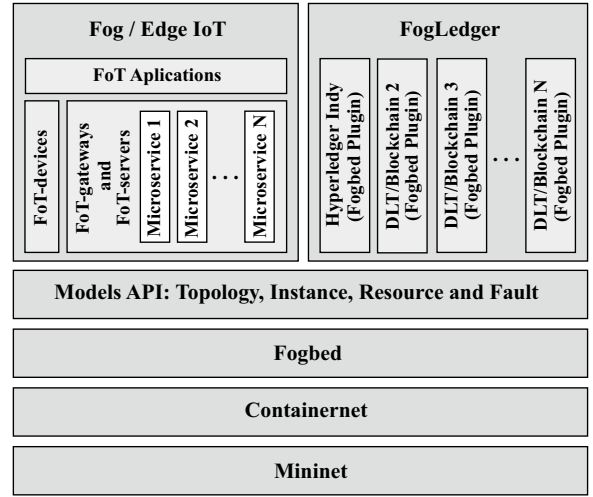 Fog / Edge IoT
FoT Aplications
FoT-devices
FoT-gateways
and
FoT-servers
Microservice 1
Microservice 2
. . .
Microservice N
FogLedger
Hyperledger Indy
(Fogbed Plugin)
DLT/Blockchain 2
(Fogbed Plugin)
DLT/Blockchain 3
(Fogbed Plugin)
. . .
DLT/Blockchain N
(Fogbed Plugin)
Models API: Topology, Instance, Resource and Fault
Fogbed
Containernet
Mininet